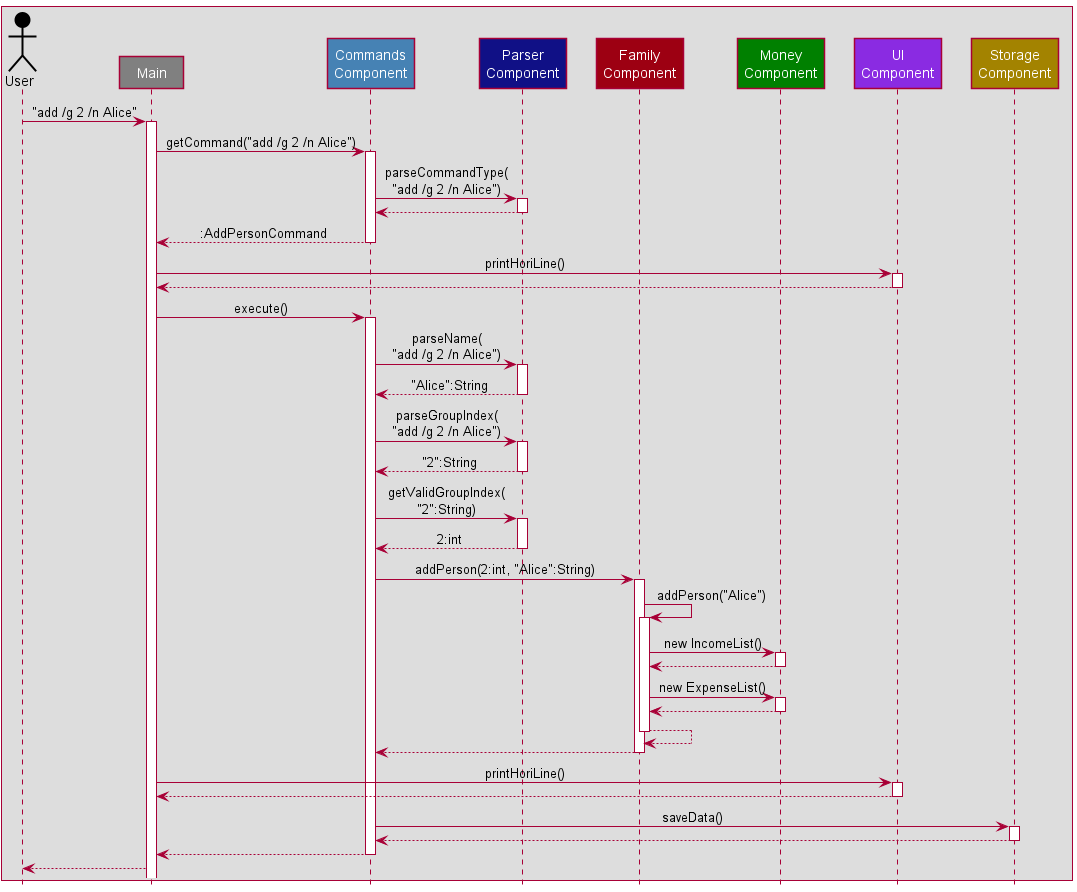 User
Main
Commands
Component
Parser
Component
Family
Component
Money
Component
UI
Component
Storage
Component
"add /g 2 /n Alice"
getCommand("add /g 2 /n Alice")
parseCommandType(
"add /g 2 /n Alice")
:AddPersonCommand
printHoriLine()
execute()
parseName(
"add /g 2 /n Alice")
"Alice":String
parseGroupIndex(
"add /g 2 /n Alice")
"2":String
getValidGroupIndex(
"2":String)
2:int
addPerson(2:int, "Alice":String)
addPerson("Alice")
new IncomeList()
new ExpenseList()
printHoriLine()
saveData()